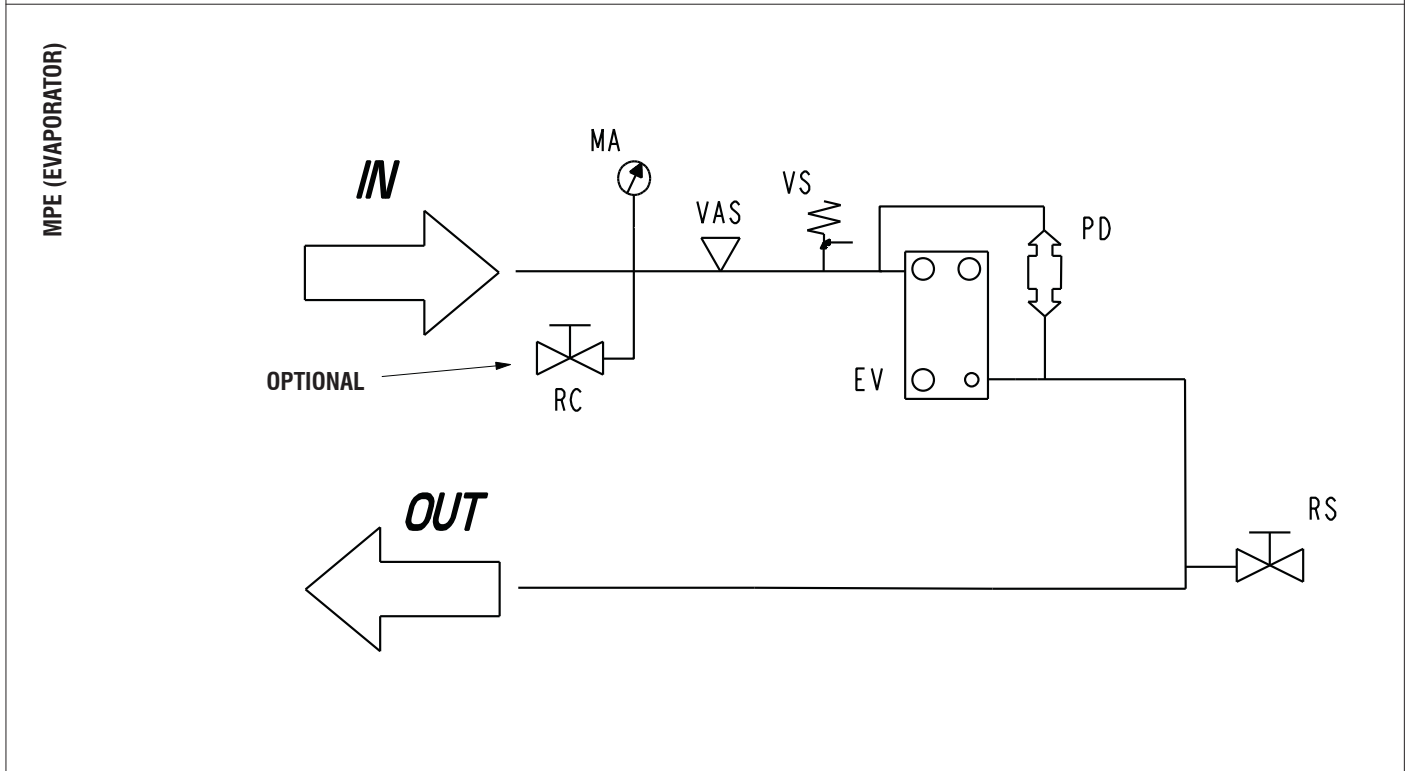 MPE (EVAPORATOR)
MA
IN
VS
VAS
PD
OPTIONAL
EV
RC
OUT
RS